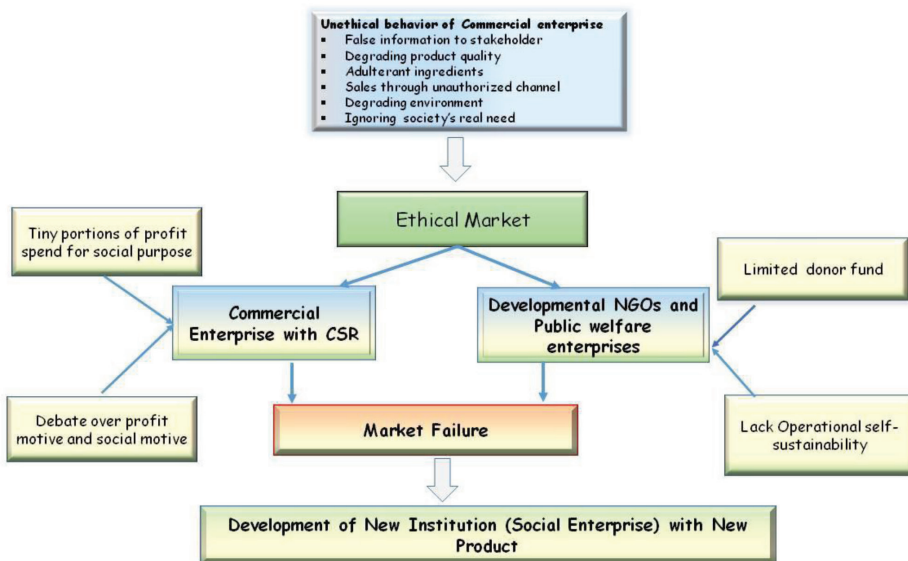 Unethical behavior of Commercial enterprise
▪ False information to stakeholder
▪ Degrading product quality
▪ Adulterant ingredients
▪ Sales through unauthorized channel
▪ Degrading environment
▪ Ignoring society's real need
Ethical Market
Tiny portions of profit
spend for social purpose
Limited donor fund
Commercial
Enterprise with CSR
Developmental NGOs and
Public welfare
enterprises
Debate over profit
motive and social motive
Market Failure
Lack Operational self-
sustainability
Development of New Institution (Social Enterprise) with New
Product